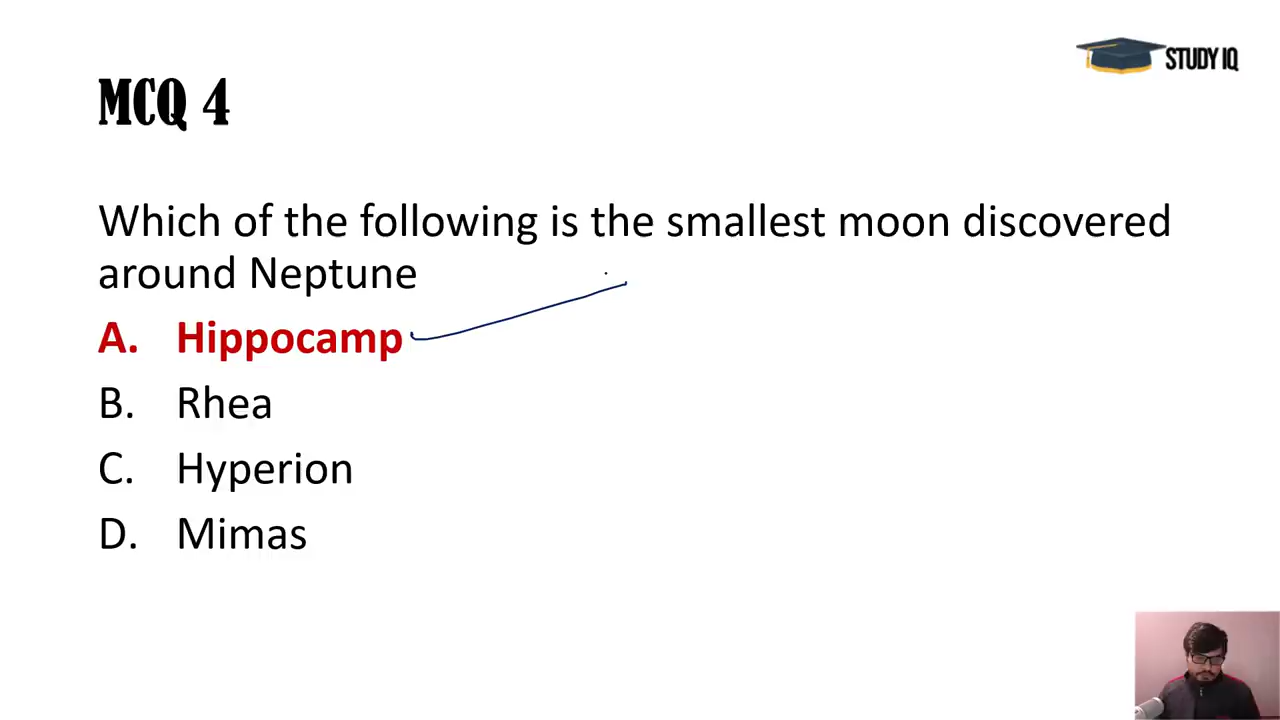 STUDY IQ
MCQ 4
Which of the following is the smallest moon discovered
around Neptune
A. Hippocamp
B. Rhea
C. Hyperion
D. Mimas